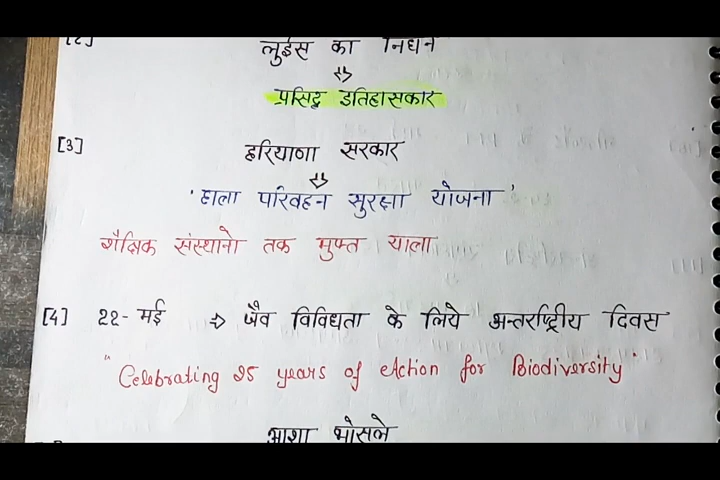 [2] लुईस का निधन
⇩
प्रसिद्ध इतिहासकार
[3] हरियाणा सरकार
⇩
'छात्रा परिवहन सुरक्षा योजना'
शैक्षिक संस्थानो तक मुफ्त यात्रा
[4] 22-मई ⇒ जैव विविधता के लिये अन्तर्राष्ट्रीय दिवस
"Celebrating 25 years of Action for Biodiversity"
आशा भोसले